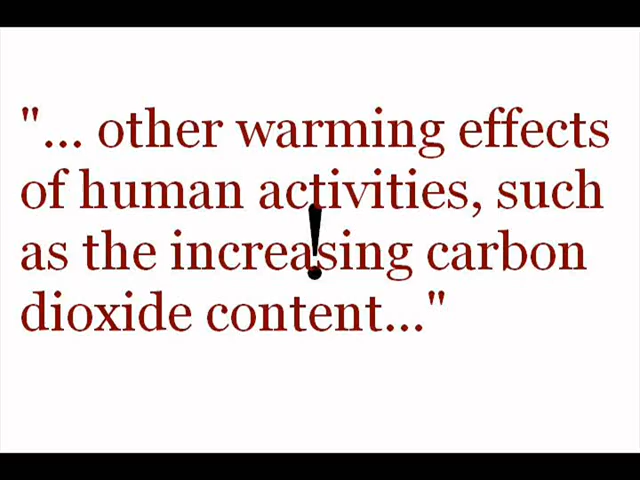 "... other warming effects
of human activities, such
!
as the increasing carbon
dioxide content..."